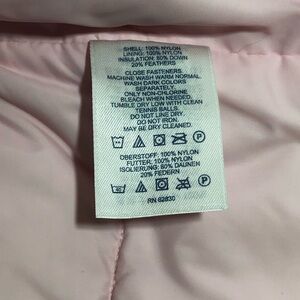 SHELL: 100% NYLON
LINING: 100% NYLON
INSULATION: 80% DOWN
20% FEATHERS
CLOSE FASTENERS.
MACHINE WASH WARM NORMAL.
WASH DARK COLORS
SEPARATELY.
ONLY NON-CHLORINE
BLEACH WHEN NEEDED.
TUMBLE DRY LOW WITH CLEAN
TENNIS BALLS.
DO NOT LINE DRY.
DO NOT IRON.
MAY BE DRY CLEANED.
P
OBERSTOFF: 100% NYLON
FUTTER: 100% NYLON
ISOLIERUNG: 80% DAUNEN
20% FEDERN
P
RN 62830